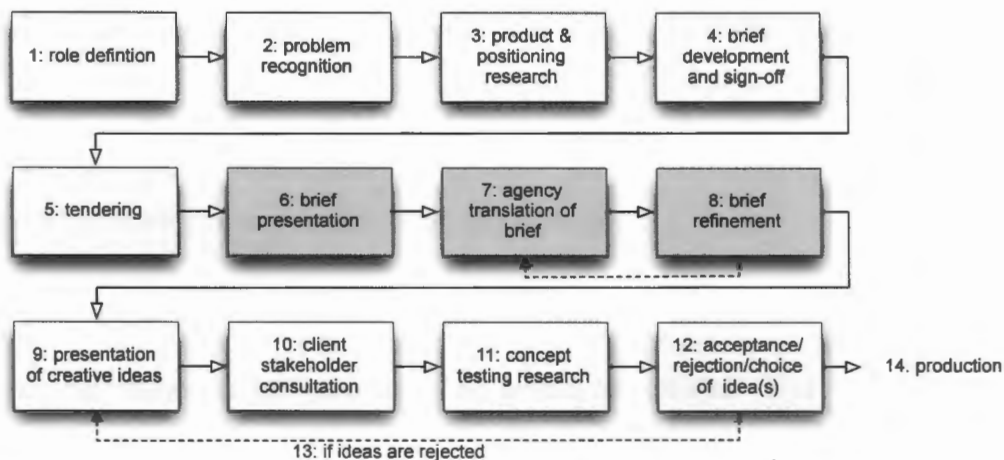 1: role defintion
2: problem
recognition
3: product &
positioning
research
4: brief
development
and sign-off
5: tendering
6: brief
presentation
7: agency
translation of
brief
8: brief
refinement
9: presentation
of creative ideas
10: client
stakeholder
consultation
11: concept
testing research
12: acceptance/
rejection/choice
of idea(s)
14. production
13: if ideas are rejected